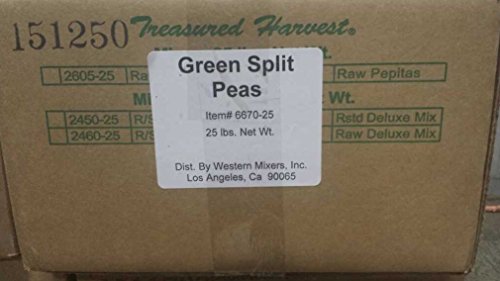 151250 Treasured Harvest®
Green Split
Peas
Item# 6670-25
25 lbs. Net Wt.
Dist. By Western Mixers, Inc.
Los Angeles, Ca 90065
2605-25 Raw Pepitas
Wt.
2450-25 R/S Rstd Deluxe Mix
2460-25 R/S Raw Deluxe Mix